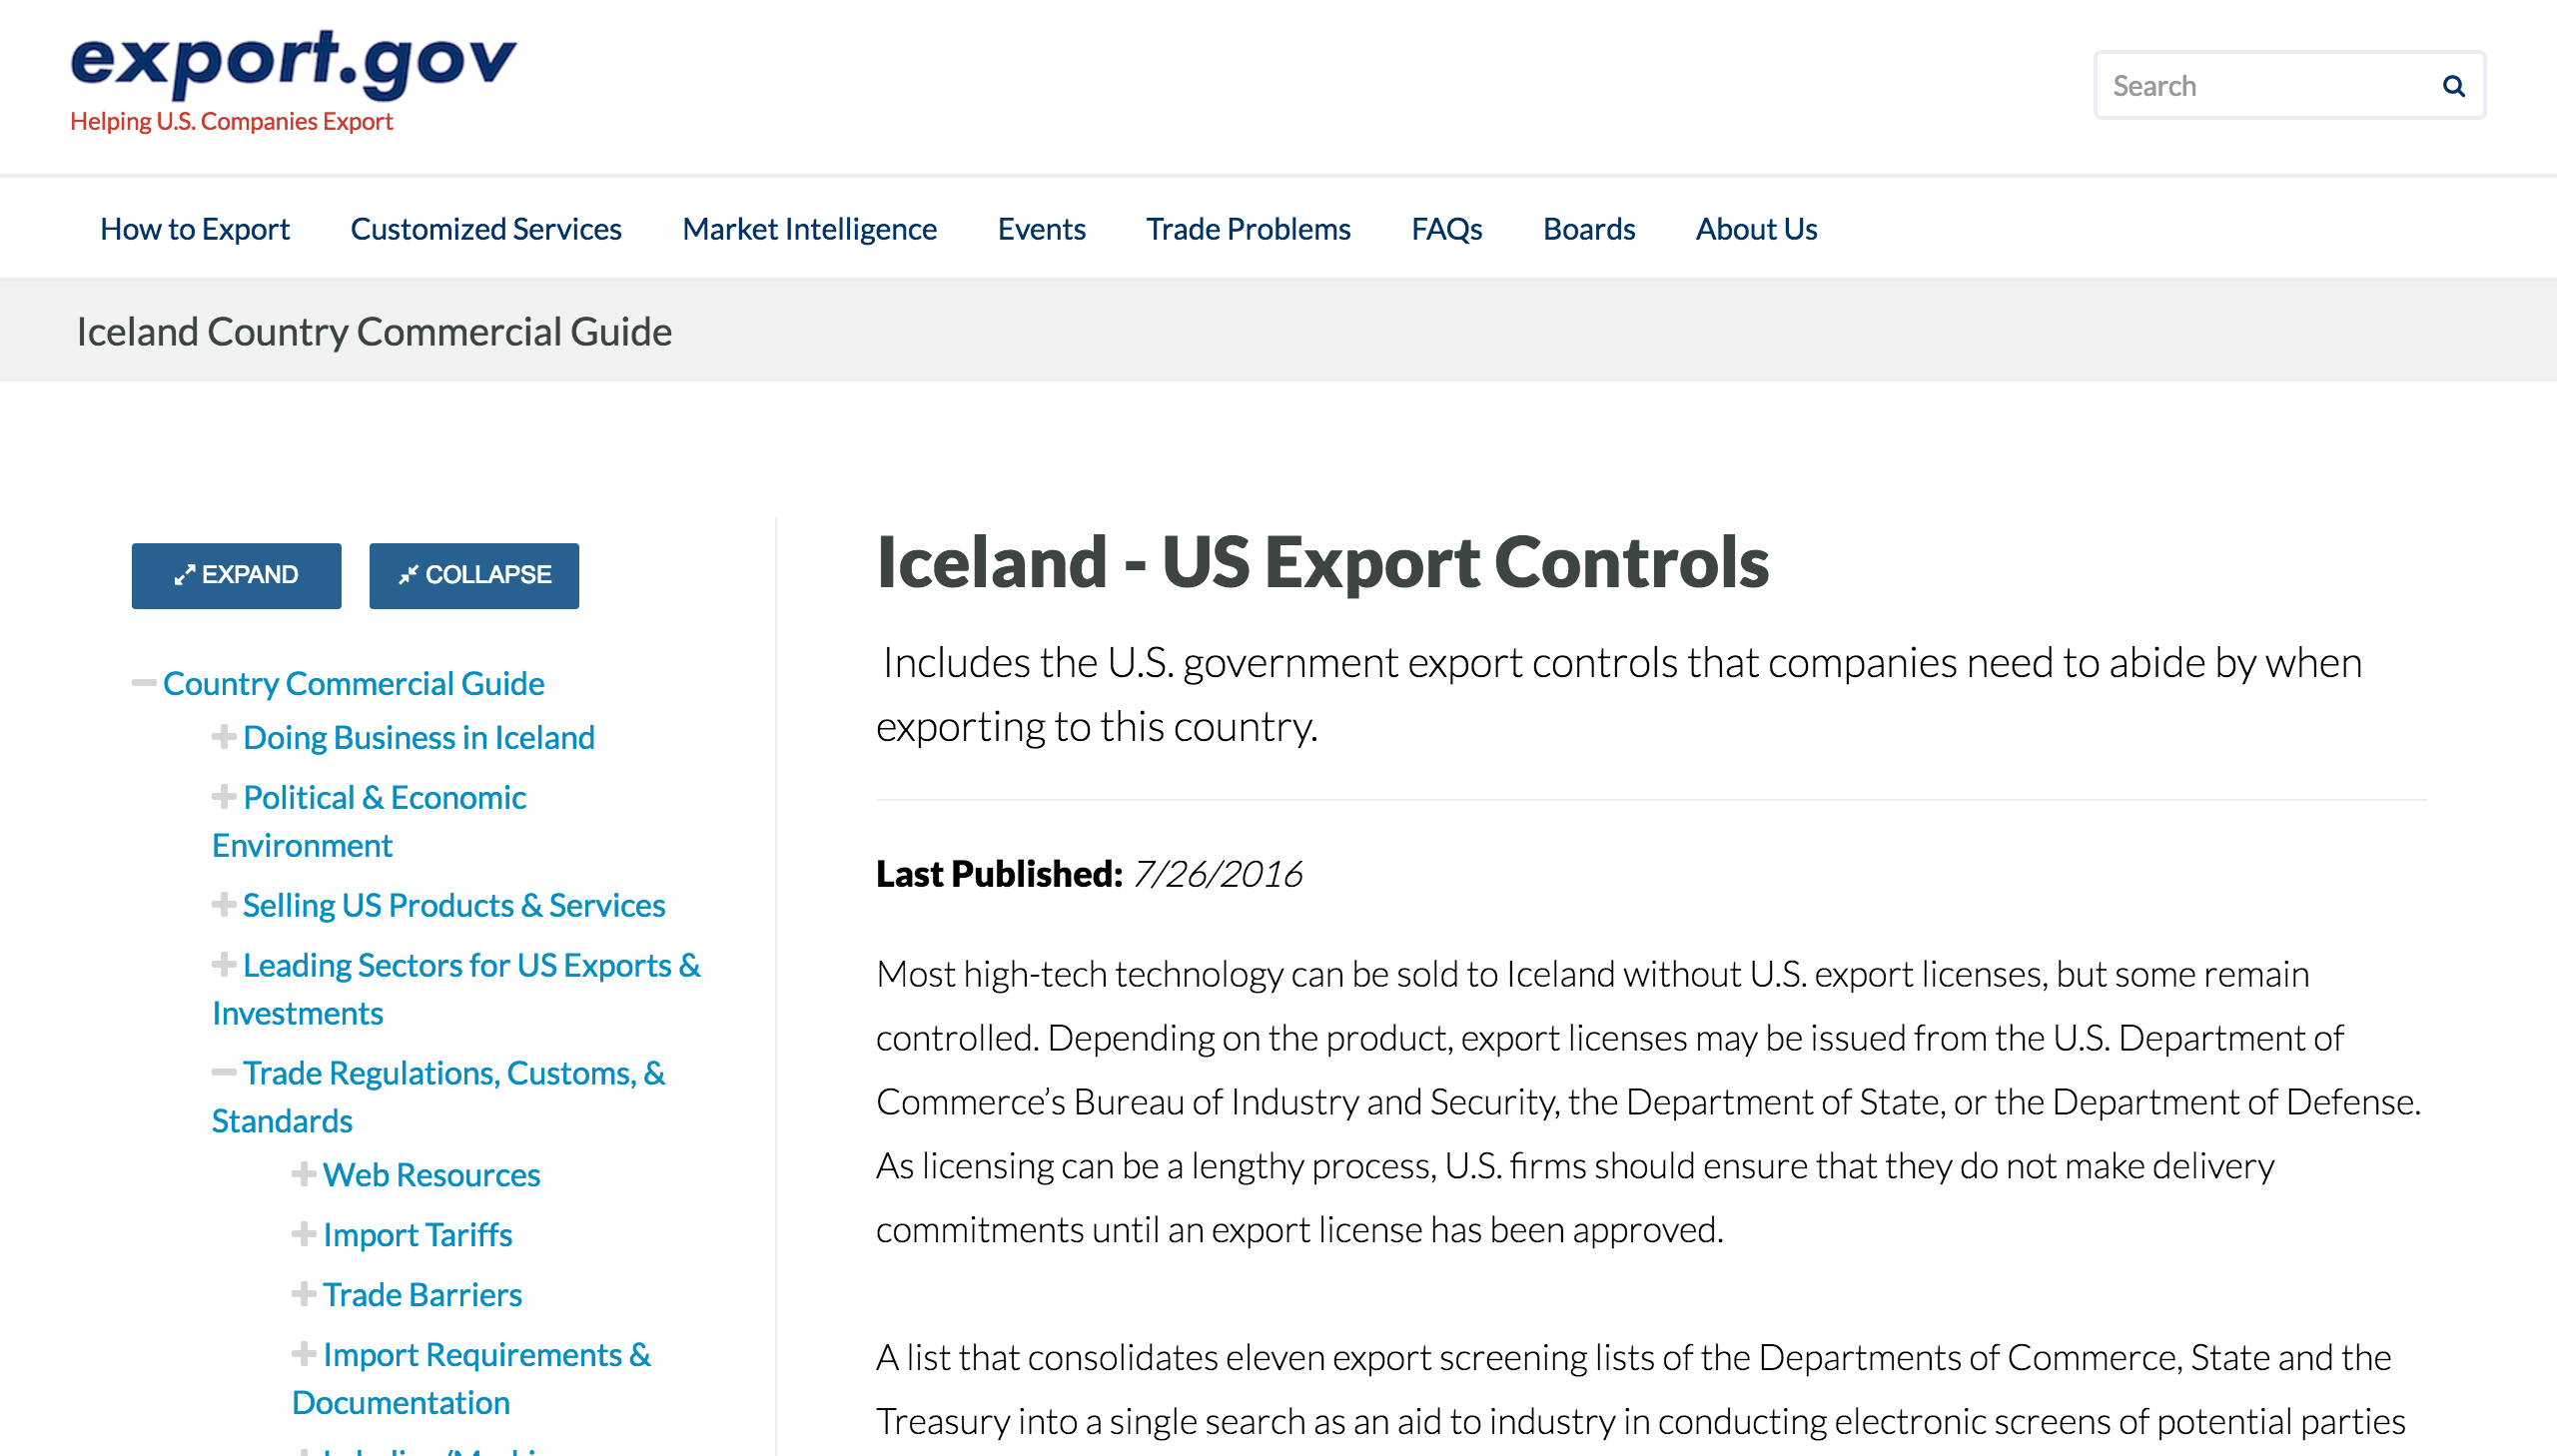 export.gov
Helping U.S. Companies Export
Search
How to Export Customized Services Market Intelligence Events Trade Problems FAQs Boards About Us
Iceland Country Commercial Guide
EXPAND COLLAPSE
Country Commercial Guide
Doing Business in Iceland
Political & Economic
Environment
Selling US Products & Services
Leading Sectors for US Exports &
Investments
Trade Regulations, Customs, &
Standards
Web Resources
Import Tariffs
Trade Barriers
Import Requirements &
Documentation
Iceland - US Export Controls
Includes the U.S. government export controls that companies need to abide by when
exporting to this country.
Last Published: 7/26/2016
Most high-tech technology can be sold to Iceland without U.S. export licenses, but some remain
controlled. Depending on the product, export licenses may be issued from the U.S. Department of
Commerce’s Bureau of Industry and Security, the Department of State, or the Department of Defense.
As licensing can be a lengthy process, U.S. firms should ensure that they do not make delivery
commitments until an export license has been approved.
A list that consolidates eleven export screening lists of the Departments of Commerce, State and the
Treasury into a single search as an aid to industry in conducting electronic screens of potential parties